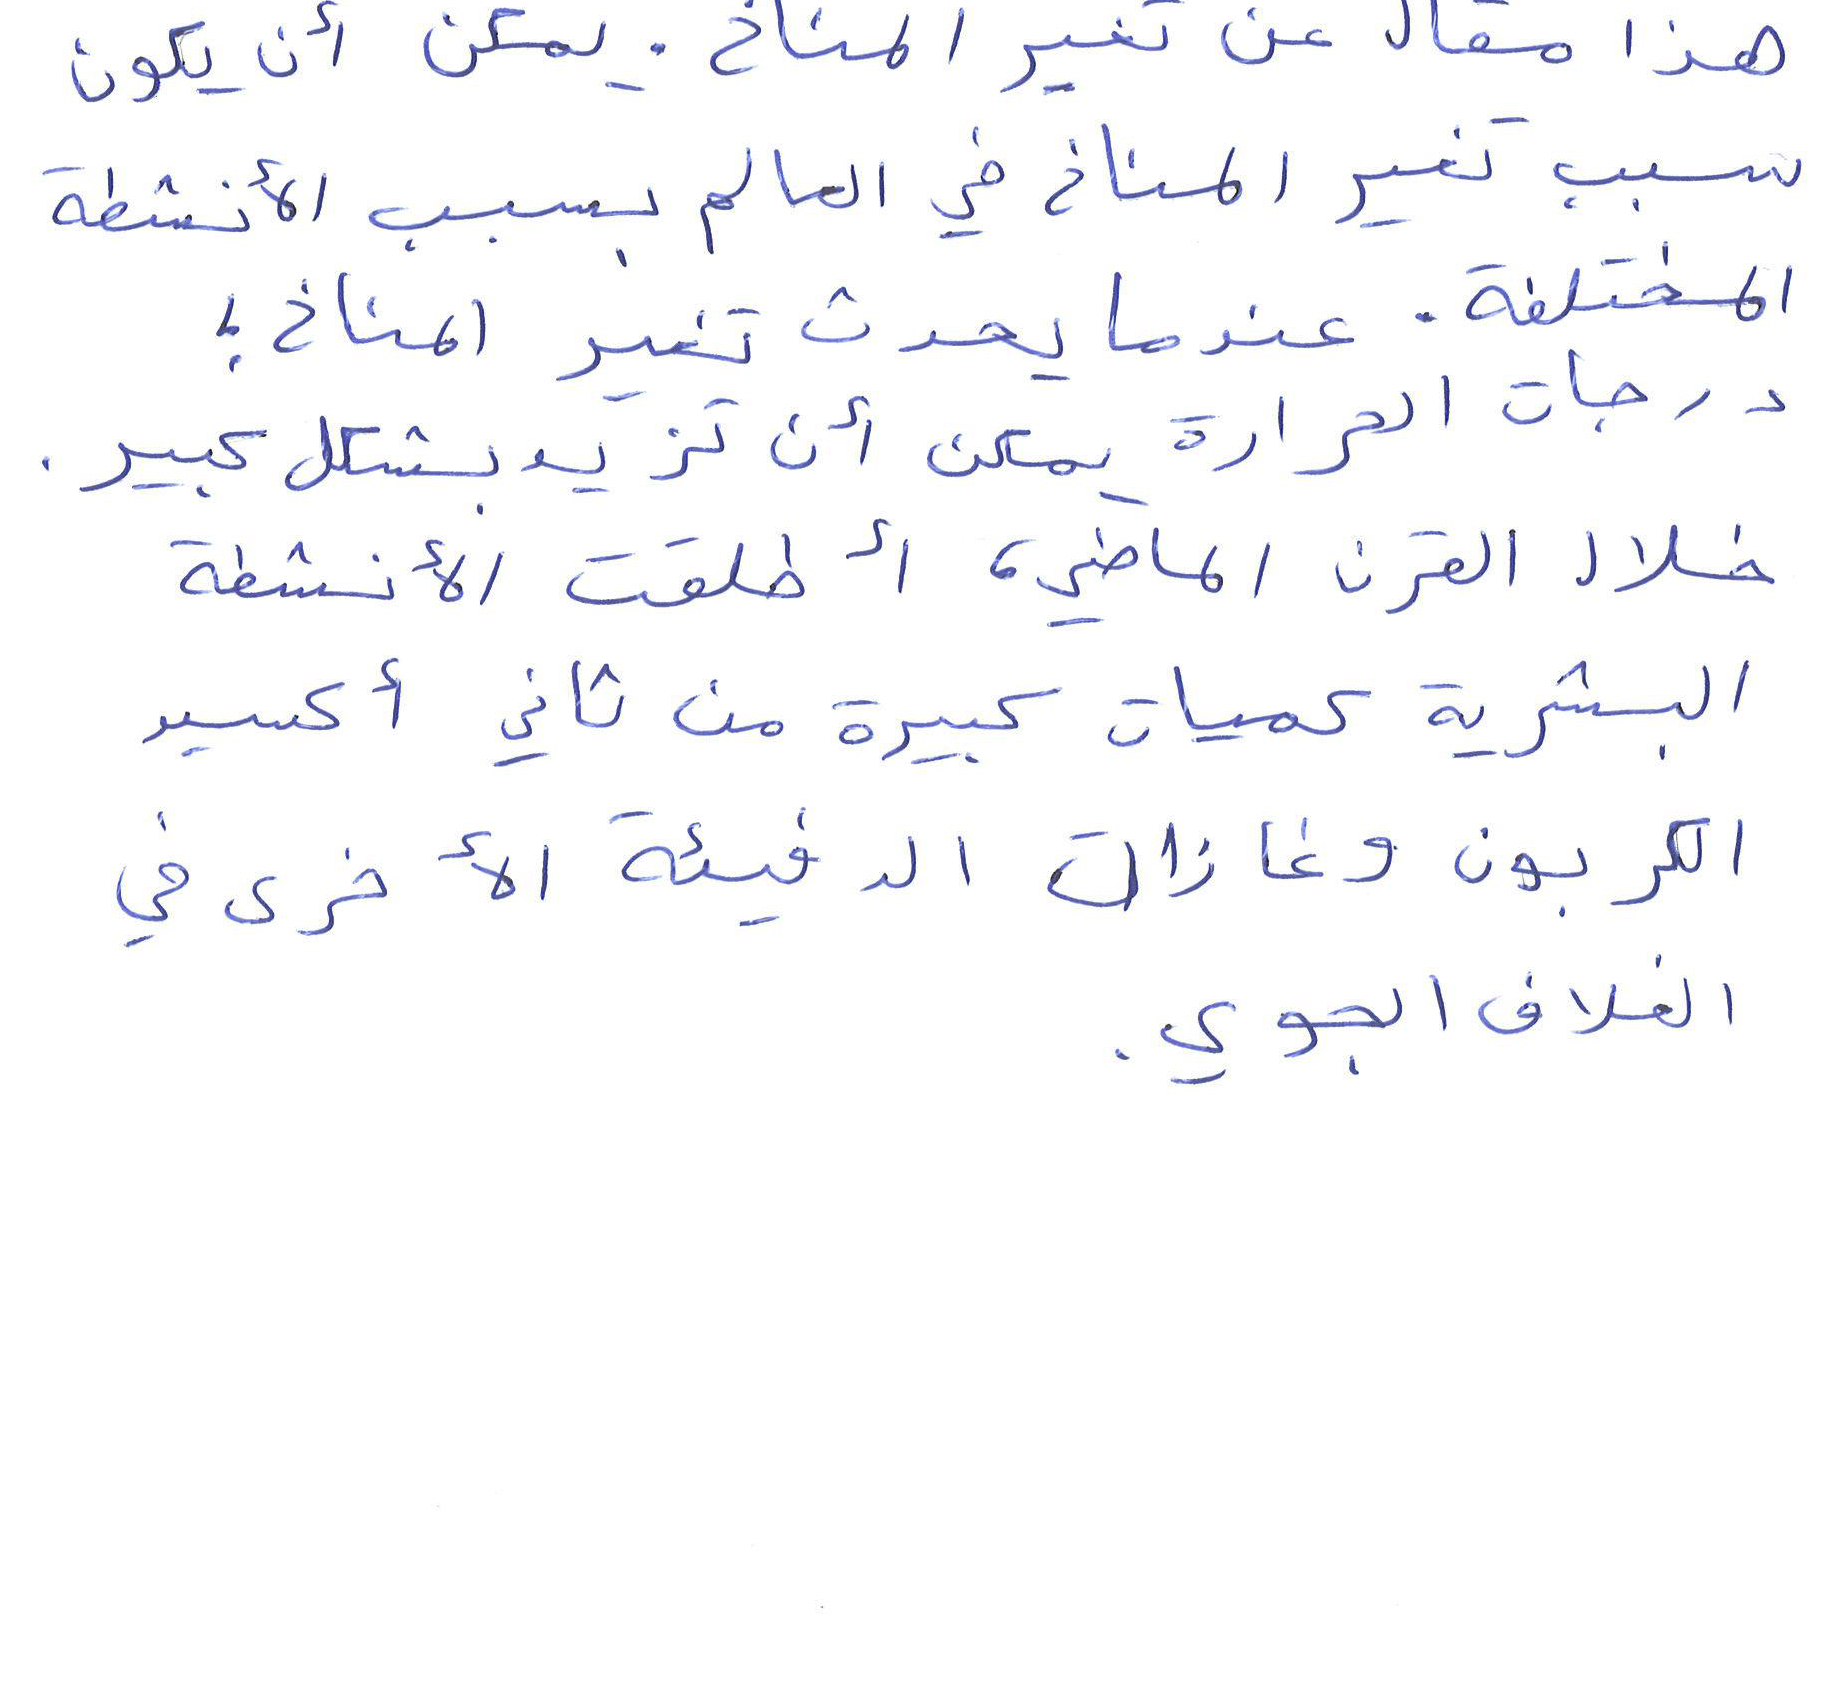 هذا مقال عن تغير المناخ. يمكن أن يكون
سبب تغير المناخ في العالم بسبب الأنشطة
المختلفة. عندما يحدث تغير المناخ؛
درجات الحرارة يمكن أن تزيد بشكل كبير.
خلال القرن الماضي، أطلقت الأنشطة
البشرية كميات كبيرة من ثاني أكسيد
الكربون وغازات الدفيئة الأخرى في
الغلاف الجوي.